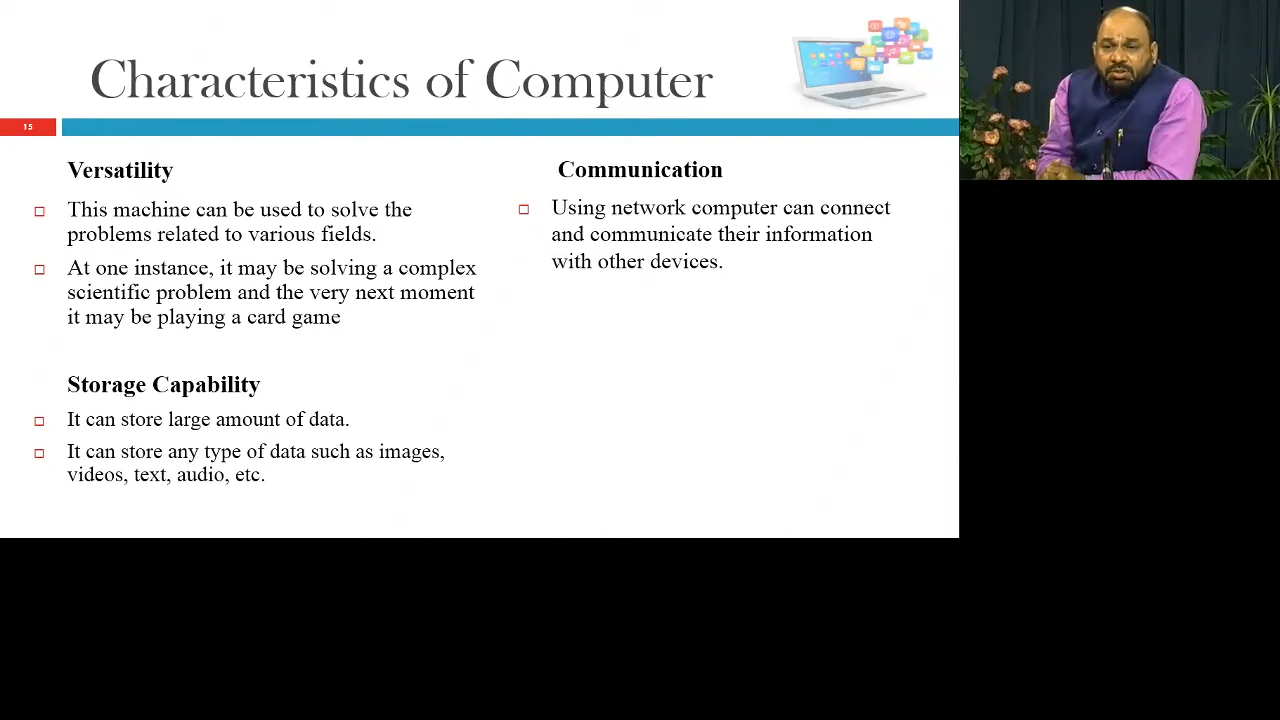 Characteristics of Computer
15
Versatility
This machine can be used to solve the
problems related to various fields.
At one instance, it may be solving a complex
scientific problem and the very next moment
it may be playing a card game
Storage Capability
It can store large amount of data.
It can store any type of data such as images,
videos, text, audio, etc.
Communication
Using network computer can connect
and communicate their information
with other devices.